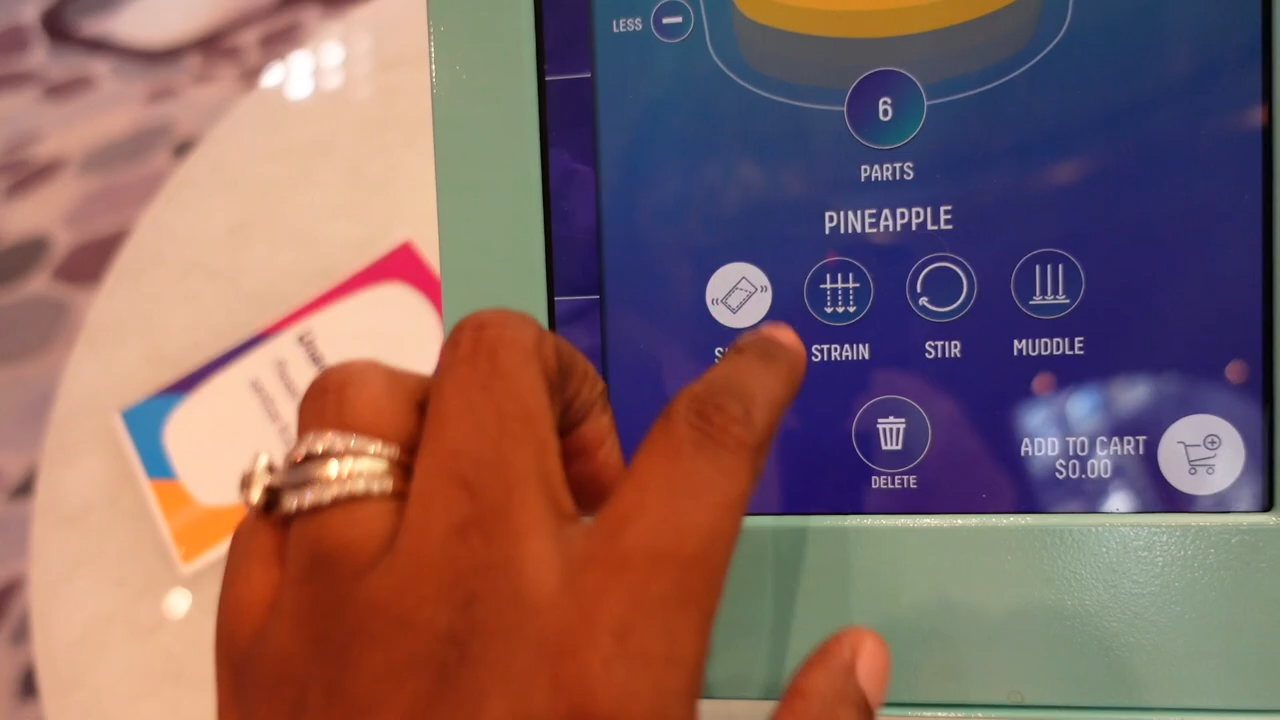 LESS
6
PARTS
PINEAPPLE
STRAIN
STIR
MUDDLE
DELETE
ADD TO CART
$0.00